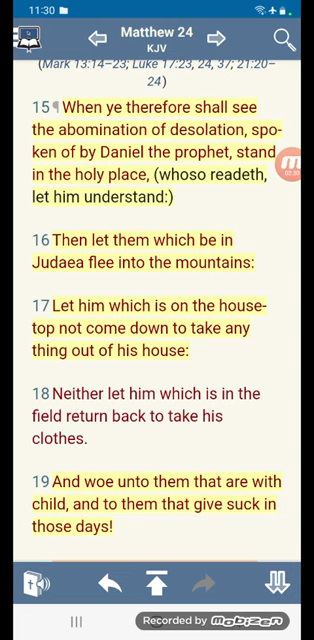 11:30
Matthew 24
KJV
(Mark 13:14–23; Luke 17:23, 24, 37; 21:20–
24)
15 ¶ When ye therefore shall see
the abomination of desolation, spo-
ken of by Daniel the prophet, stand
in the holy place, (whoso readeth,
let him understand:)
16 Then let them which be in
Judaea flee into the mountains:
17 Let him which is on the house-
top not come down to take any
thing out of his house:
18 Neither let him which is in the
field return back to take his
clothes.
19 And woe unto them that are with
child, and to them that give suck in
those days!
Recorded by mobizen